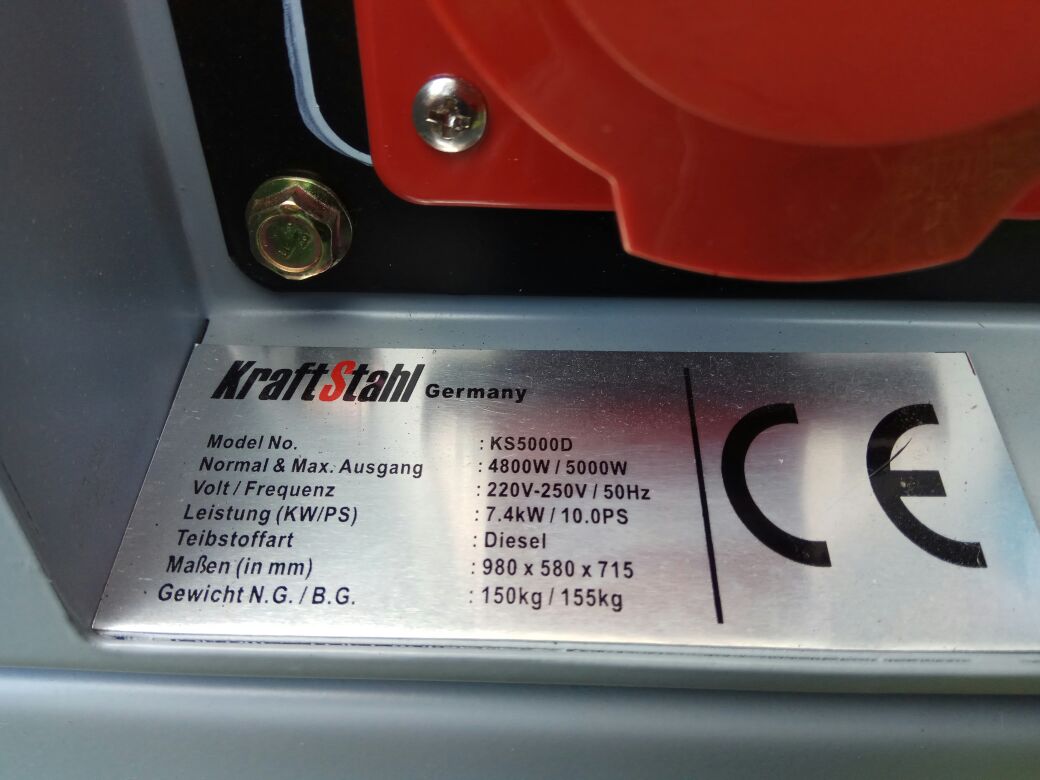 KraftStahl Germany
Model No. : KS5000D
Normal & Max. Ausgang : 4800W / 5000W
Volt / Frequenz : 220V-250V / 50Hz
Leistung (KW/PS) : 7.4kW / 10.0PS
Teibstoffart : Diesel
Maßen (in mm) : 980 x 580 x 715
Gewicht N.G. / B.G. : 150kg / 155kg
CE